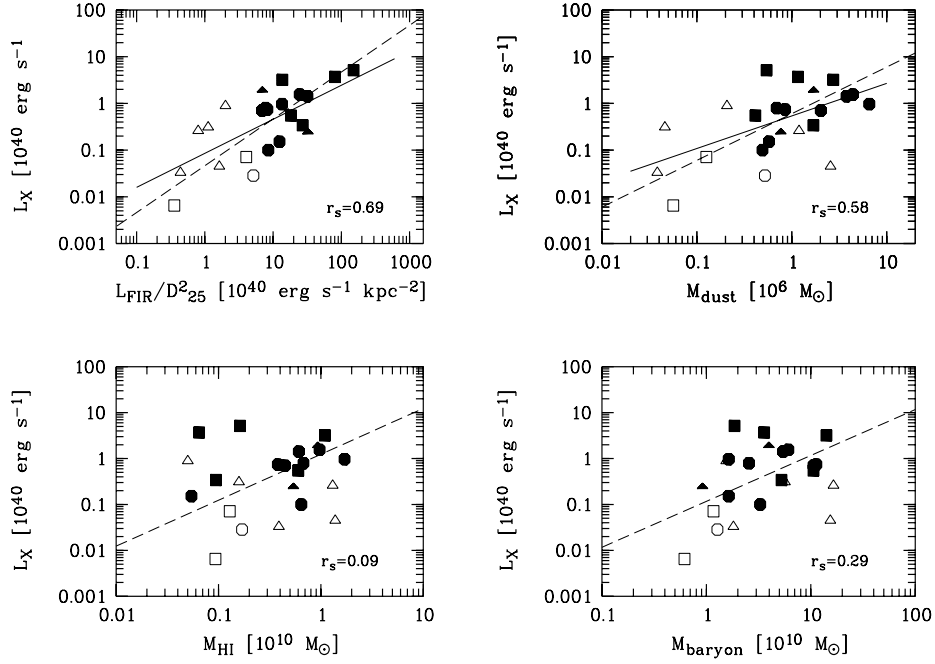 100
10
1
0.1
0.01
0.001
L_X [10^40 erg s^−1]
r_s=0.69
0.1 1 10 100 1000
L_FIR/D^2_25 [10^40 erg s^−1 kpc^−2]
100
10
1
0.1
0.01
0.001
L_X [10^40 erg s^−1]
r_s=0.58
0.01 0.1 1 10
M_dust [10^6 M_⊙]
100
10
1
0.1
0.01
0.001
L_X [10^40 erg s^−1]
r_s=0.09
0.01 0.1 1 10
M_HI [10^10 M_⊙]
100
10
1
0.1
0.01
0.001
L_X [10^40 erg s^−1]
r_s=0.29
0.1 1 10 100
M_baryon [10^10 M_⊙]